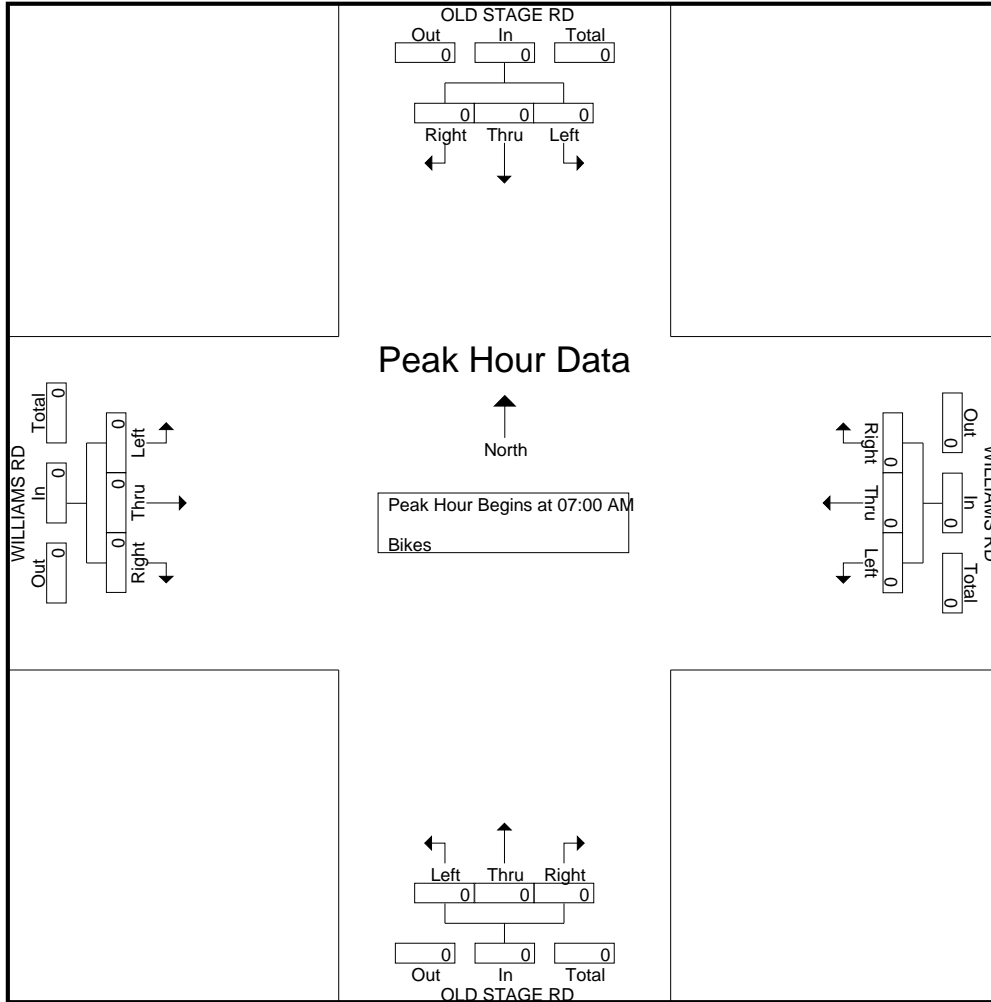 OLD STAGE RD
Out In Total
0 0 0
0 0 0
Right Thru Left
Peak Hour Data
North
Peak Hour Begins at 07:00 AM
Bikes
WILLIAMS RD
Out In Total
0 0 0
0 0 0
Right Thru Left
WILLIAMS RD
Out In Total
0 0 0
0 0 0
Right Thru Left
Left Thru Right
0 0 0
0 0 0
Out In Total
OLD STAGE RD